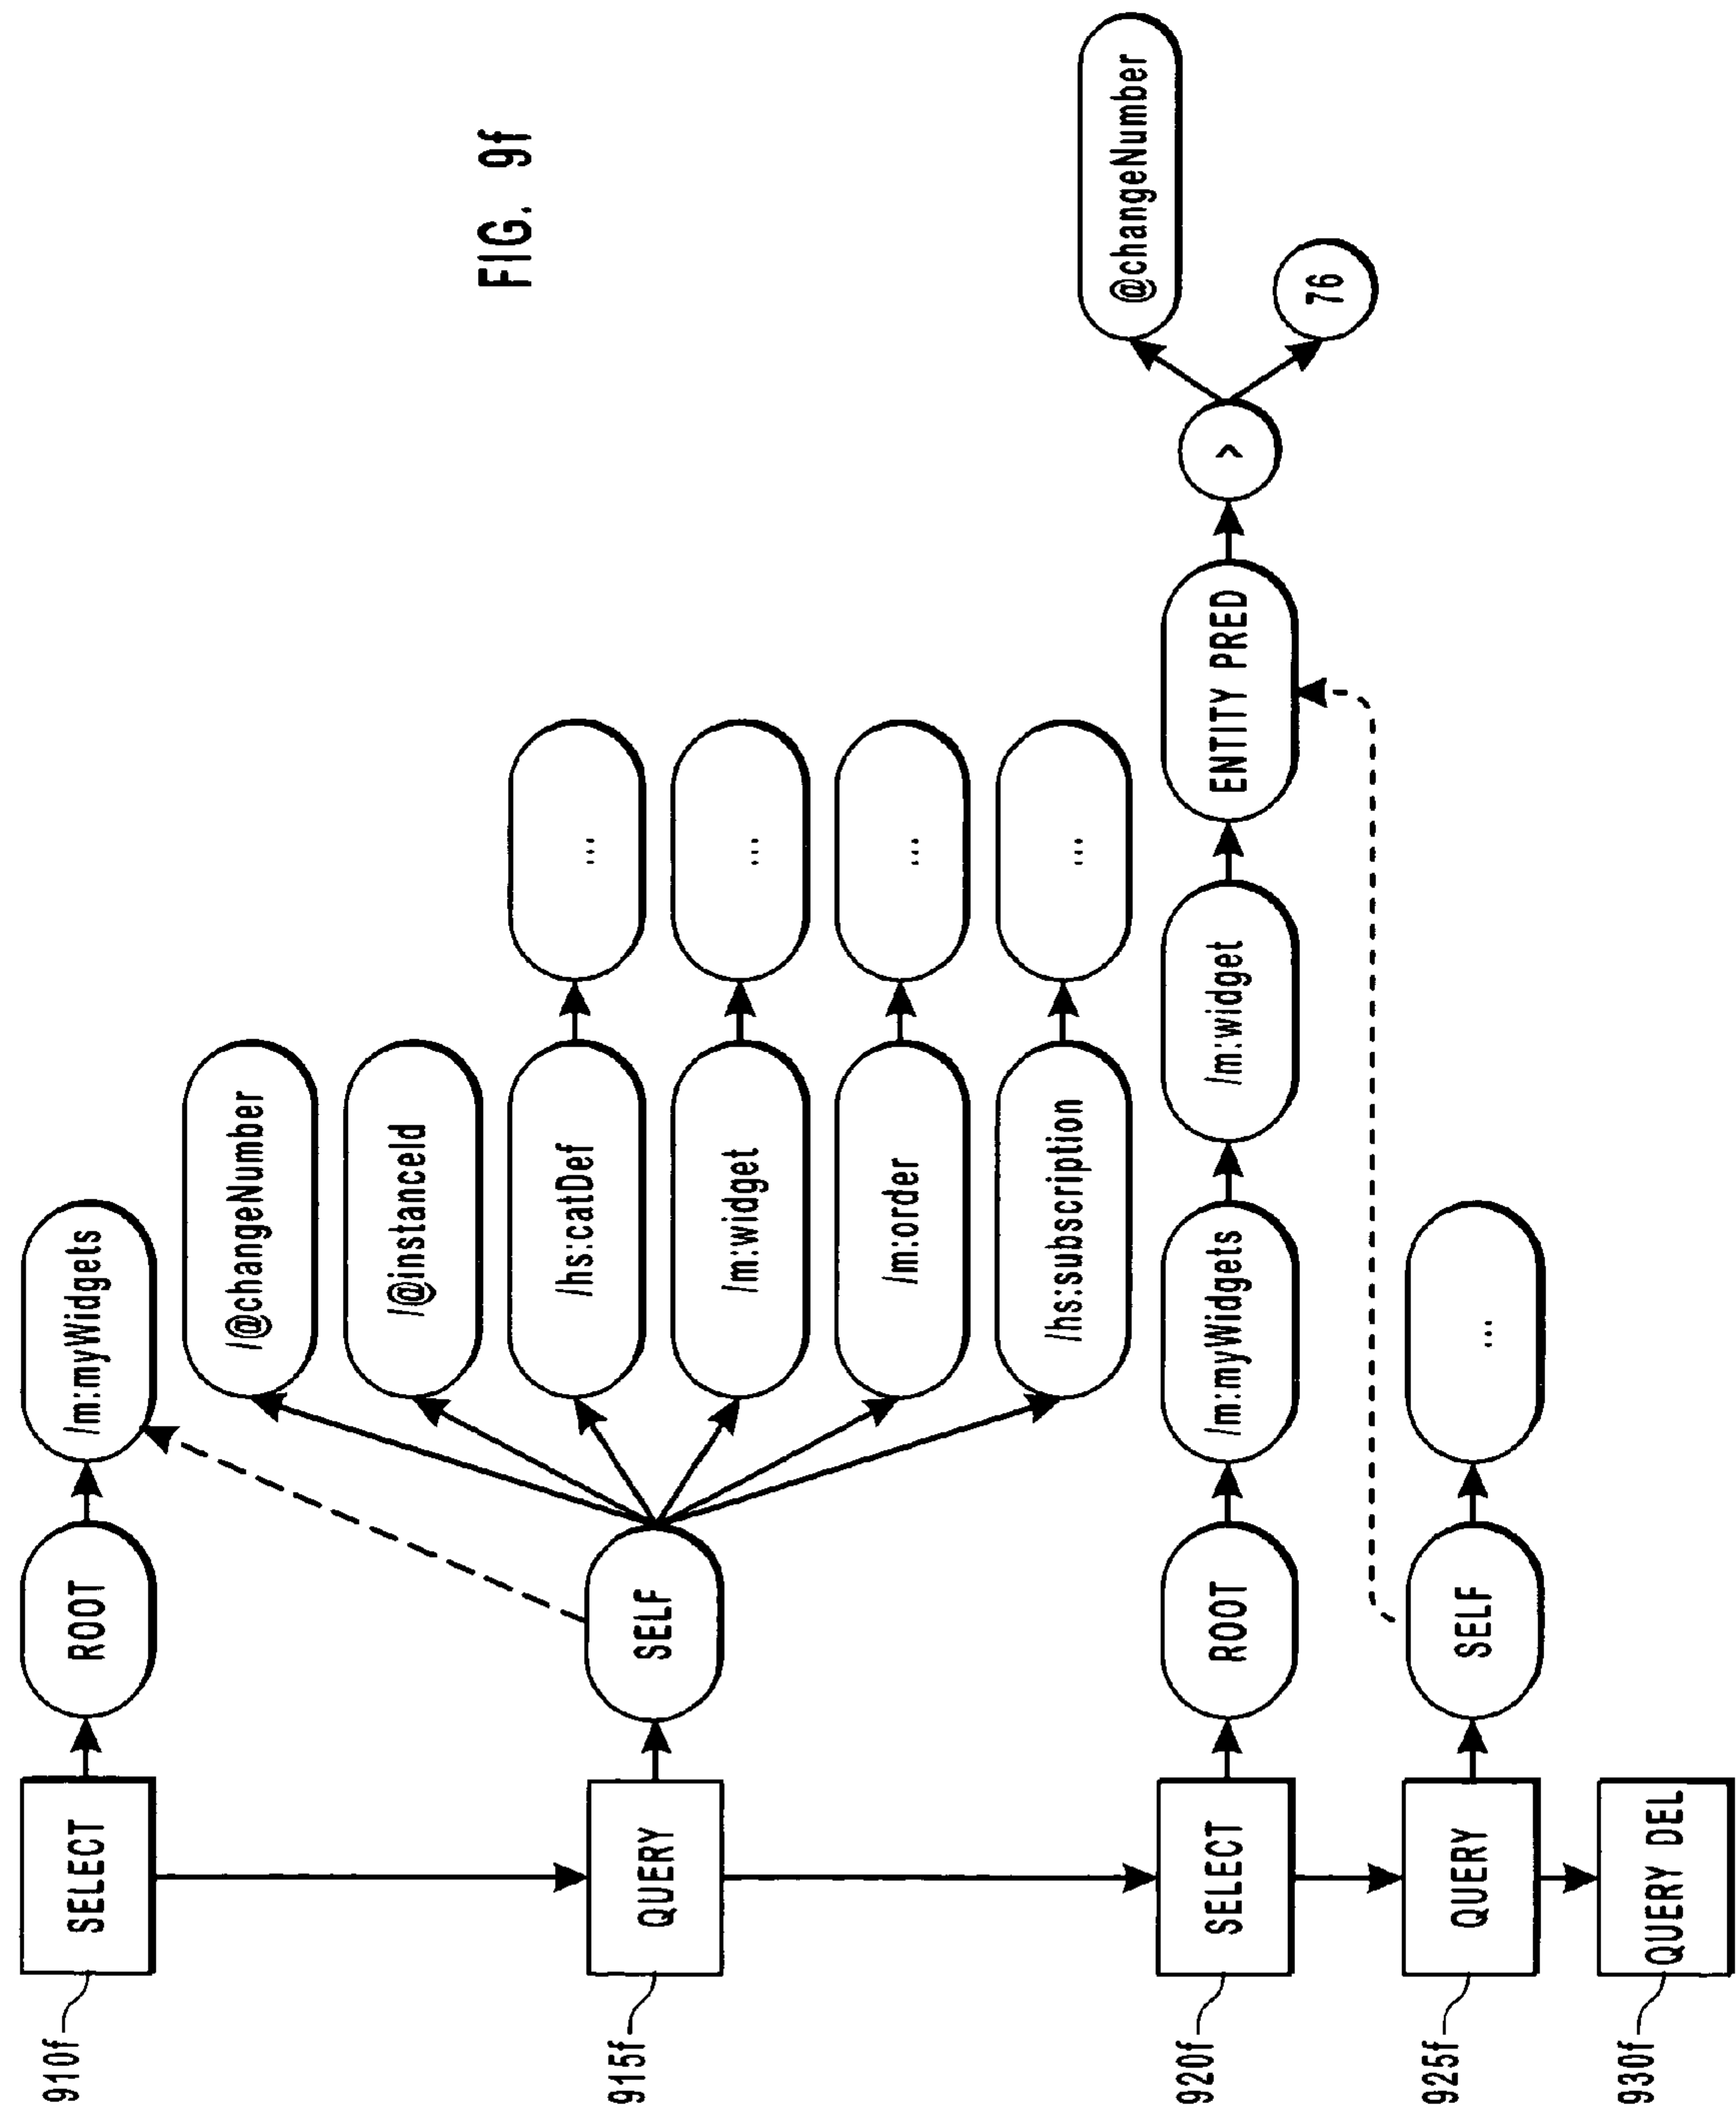 910f
SELECT
ROOT
/m:myWidgets
/@changeNumber
/@instanceId
FIG. 9f
/hs:catDef
...
915f
QUERY
SELF
/m:widget
...
/m:order
...
/hs:subscription
...
920f
SELECT
ROOT
/m:myWidgets
/m:widget
ENTITY PRED
>
@changeNumber
76
925f
QUERY
SELF
...
930f
QUERY DEL